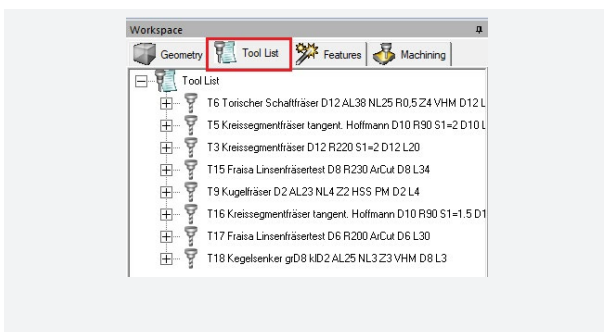 Workspace
Geometry Tool List Features Machining
Tool List
T6 Torischer Schaftfräser D12 AL38 NL25 R0,5 Z4 VHM D12 L
T5 Kreissegmentfräser tangent. Hoffmann D10 R90 S1=2 D10 L
T3 Kreissegmentfräser D12 R220 S1=2 D12 L20
T15 Fraisa Linsenfräsertest D8 R230 ArCut D8 L34
T9 Kugelfräser D2 AL23 NL4 Z2 HSS PM D2 L4
T16 Kreissegmentfräser tangent. Hoffmann D10 R90 S1=1.5 D1
T17 Fraisa Linsenfräsertest D6 R200 ArCut D6 L30
T18 Kegelsenker grD8 klD2 AL25 NL3 Z3 VHM D8 L3